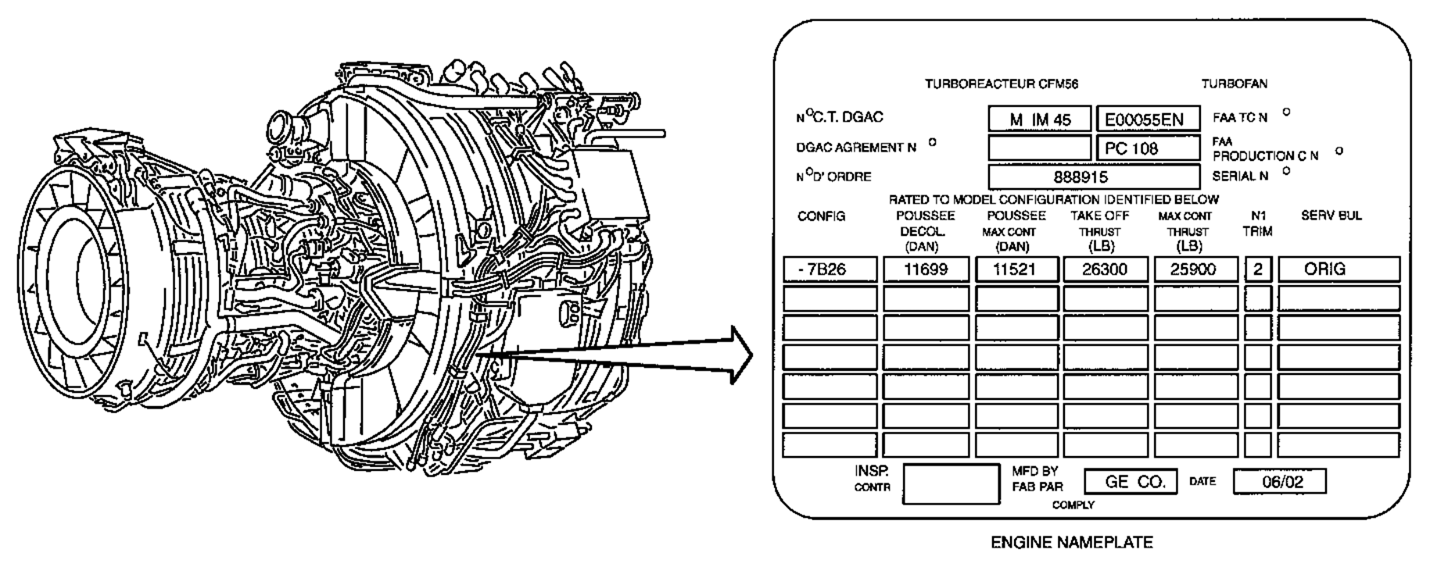 TURBOREACTEUR CFM56 TURBOFAN
N° C.T. DGAC M IM 45 E00055EN FAA TC N °
DGAC AGREMENT N ° PC 108 FAA PRODUCTION C N °
N° D' ORDRE 888915 SERIAL N °
RATED TO MODEL CONFIGURATION IDENTIFIED BELOW
CONFIG POUSSEE POUSSEE TAKE OFF MAX CONT N1 SERV BUL
DECOL. MAX CONT THRUST THRUST TRIM
(DAN) (DAN) (LB) (LB)
- 7B26 11699 11521 26300 25900 2 ORIG
INSP. MFD BY
CONTR FAB PAR GE CO. DATE 06/02
COMPLY
ENGINE NAMEPLATE